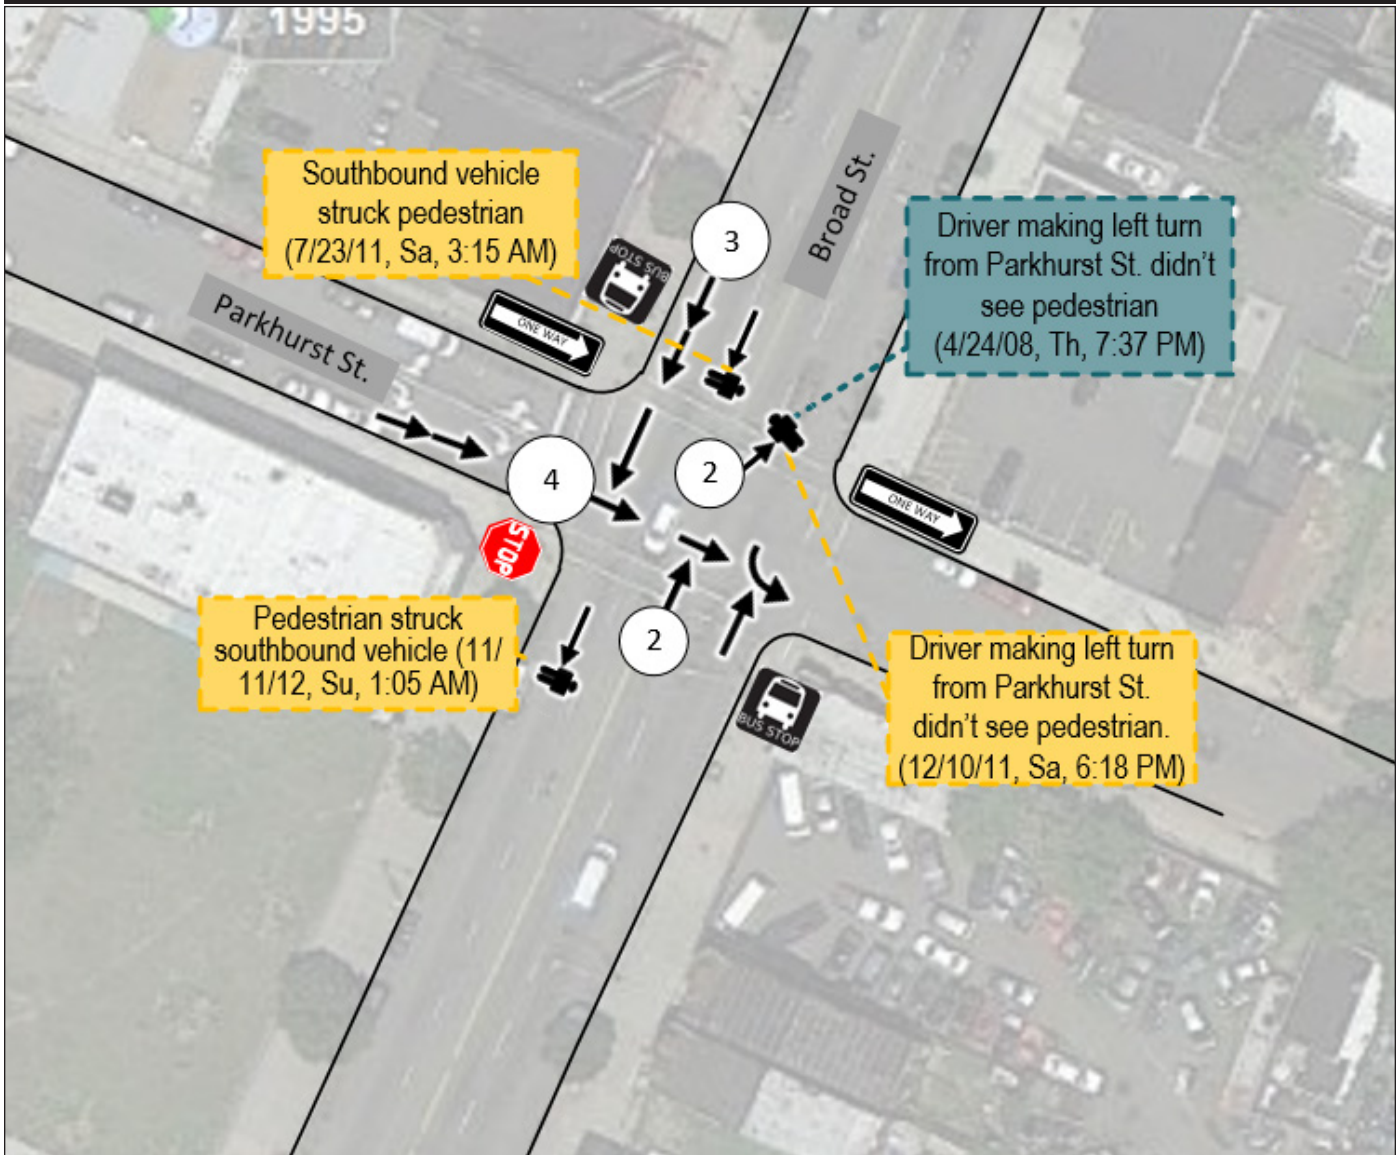 1995
Southbound vehicle
struck pedestrian
(7/23/11, Sa, 3:15 AM)
BUS STOP
3
Broad St.
Driver making left turn
from Parkhurst St. didn’t
see pedestrian
(4/24/08, Th, 7:37 PM)
Parkhurst St.
ONE WAY
4
2
ONE WAY
STOP
Pedestrian struck
southbound vehicle (11/
11/12, Su, 1:05 AM)
2
Driver making left turn
from Parkhurst St.
didn’t see pedestrian.
(12/10/11, Sa, 6:18 PM)
BUS STOP